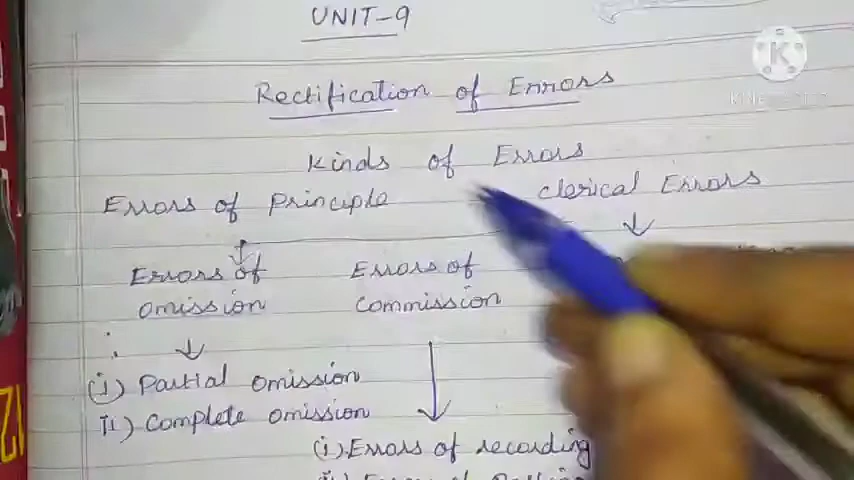 UNIT-9
Rectification of Errors
Kinds of Errors
Errors of Principle
clerical Errors
Errors of omission
Errors of commission
(i) Partial omission
ii) Complete omission
(i) Errors of recording
K
12